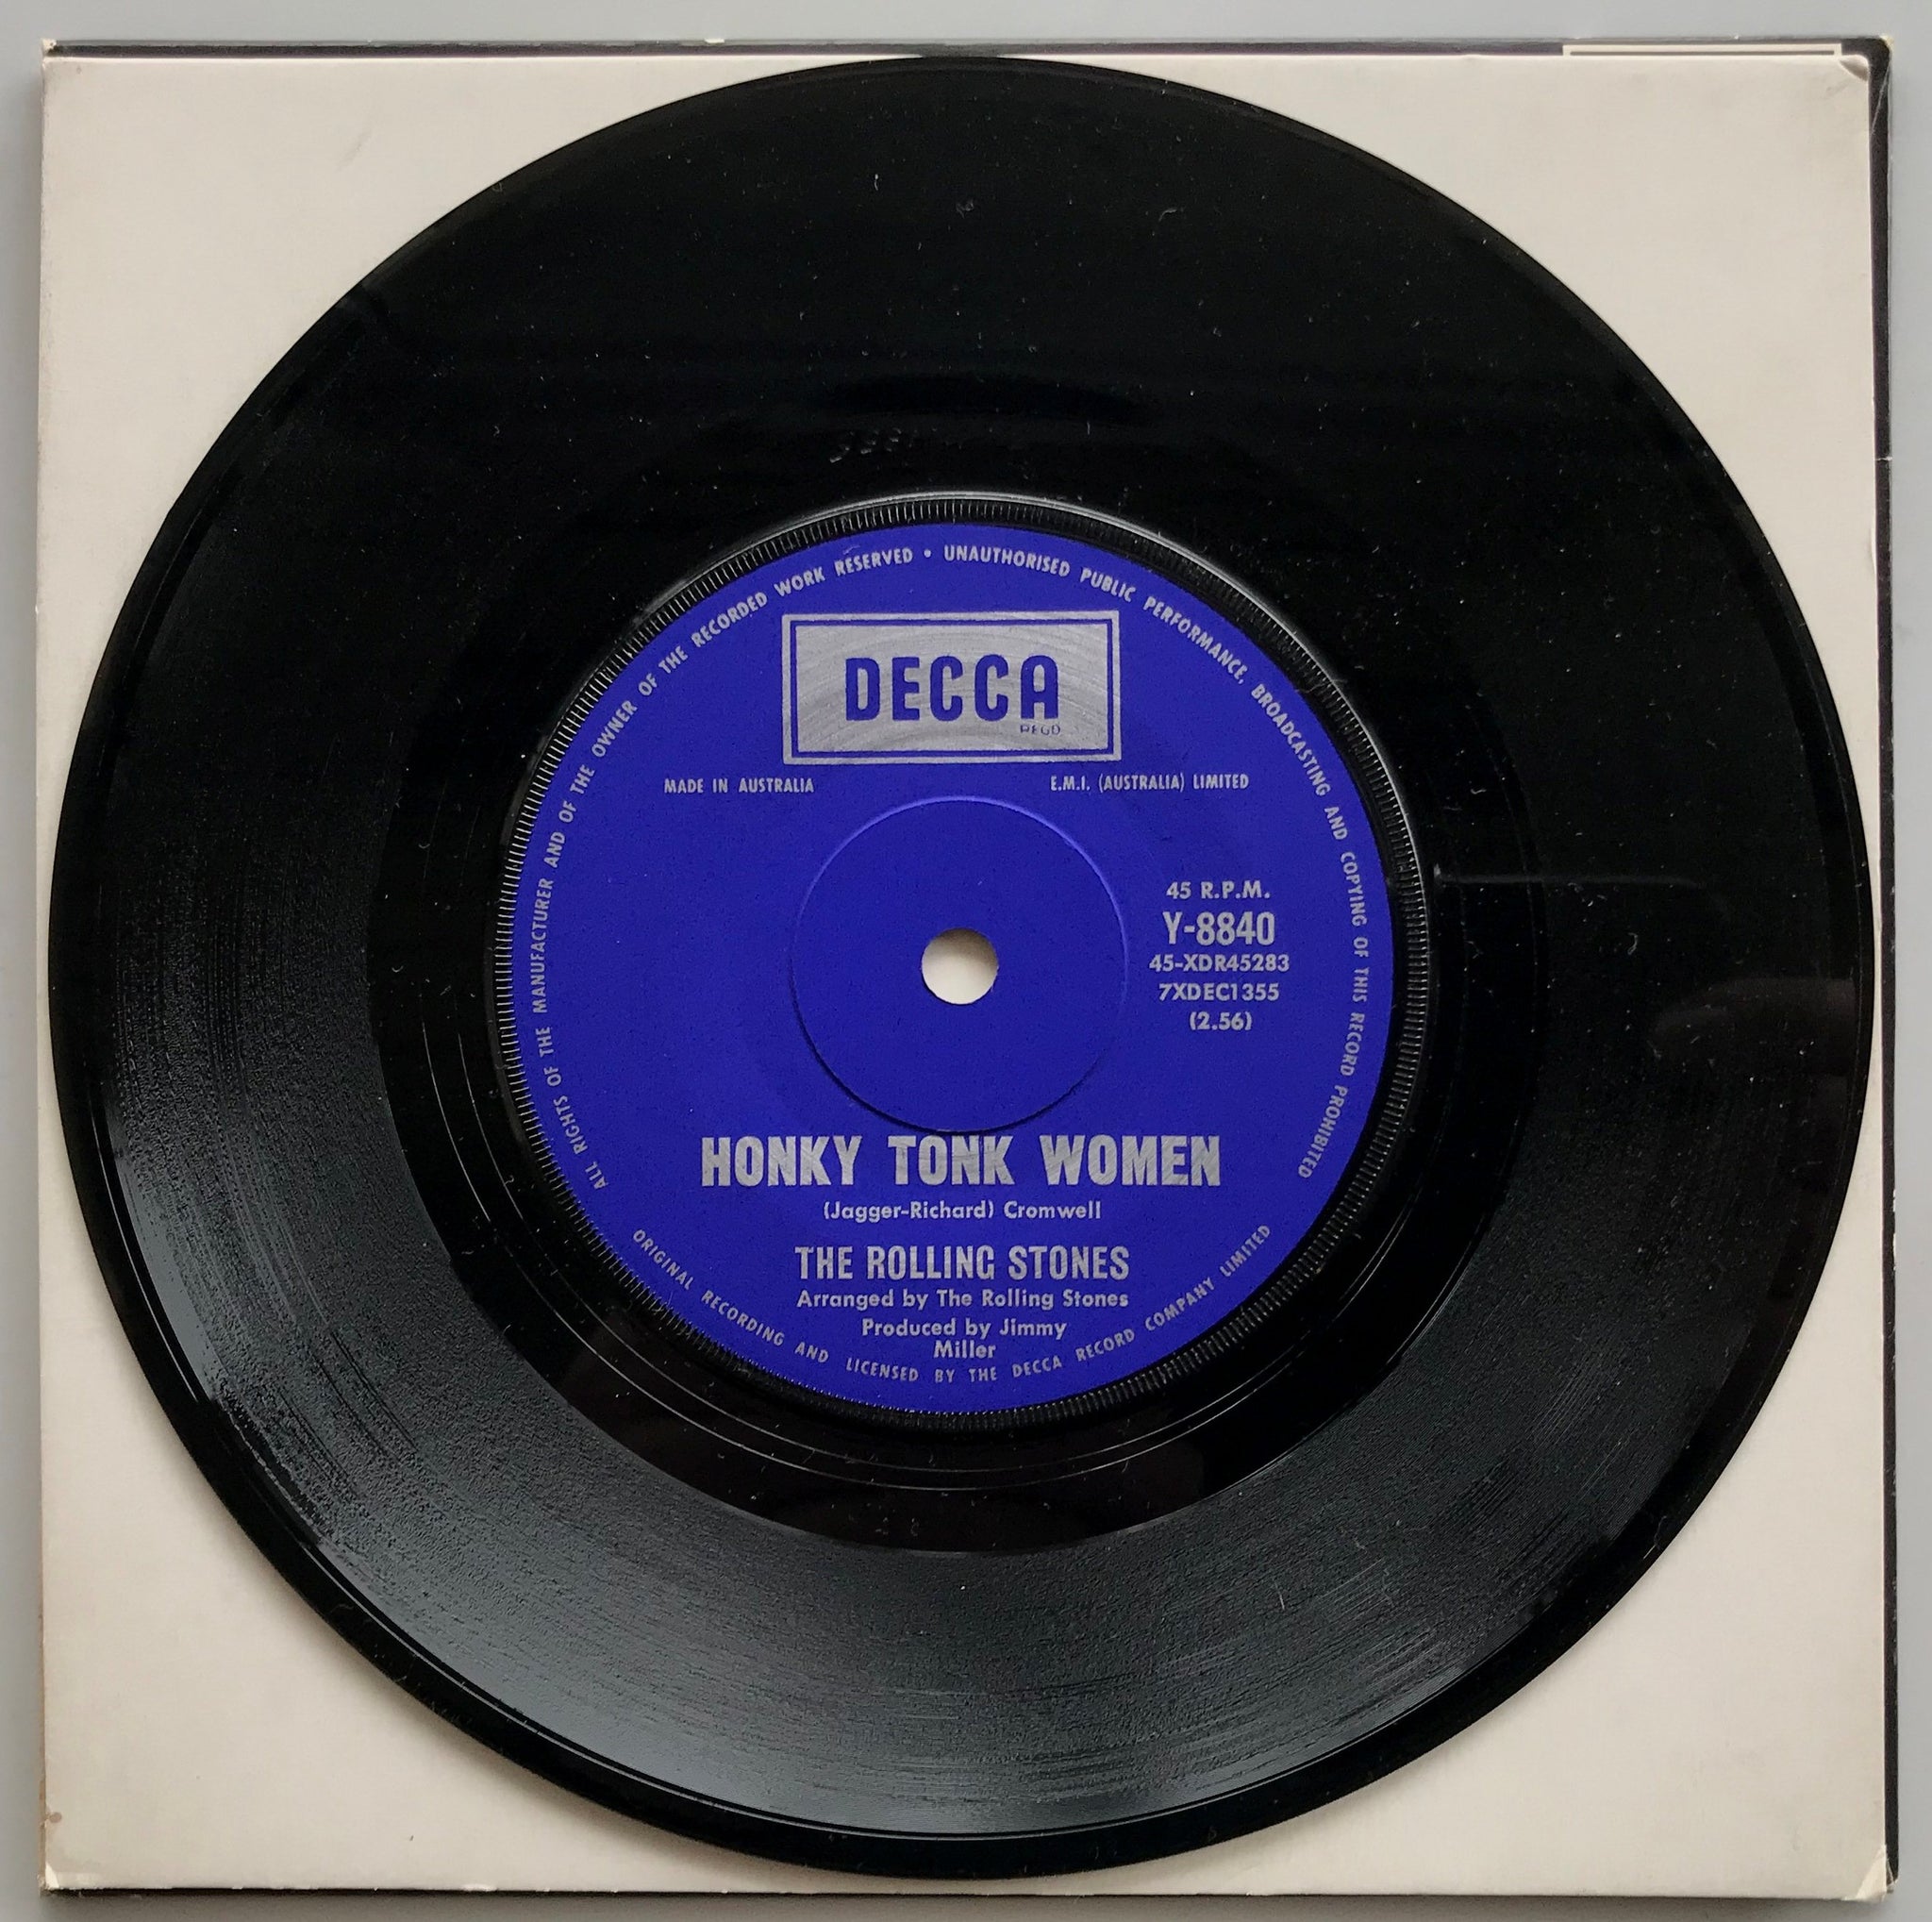 ALL RIGHTS OF THE MANUFACTURER AND OF THE OWNER OF THE RECORDED WORK RESERVED • UNAUTHORISED PUBLIC PERFORMANCE, BROADCASTING AND COPYING OF THIS RECORD PROHIBITED
DECCA
REGD
MADE IN AUSTRALIA
E.M.I. (AUSTRALIA) LIMITED
45 R.P.M.
Y-8840
45-XDR45283
7XDEC1355
(2.56)
HONKY TONK WOMEN
(Jagger-Richard) Cromwell
THE ROLLING STONES
Arranged by The Rolling Stones
Produced by Jimmy
Miller
ORIGINAL RECORDING AND LICENSED BY THE DECCA RECORD COMPANY LIMITED